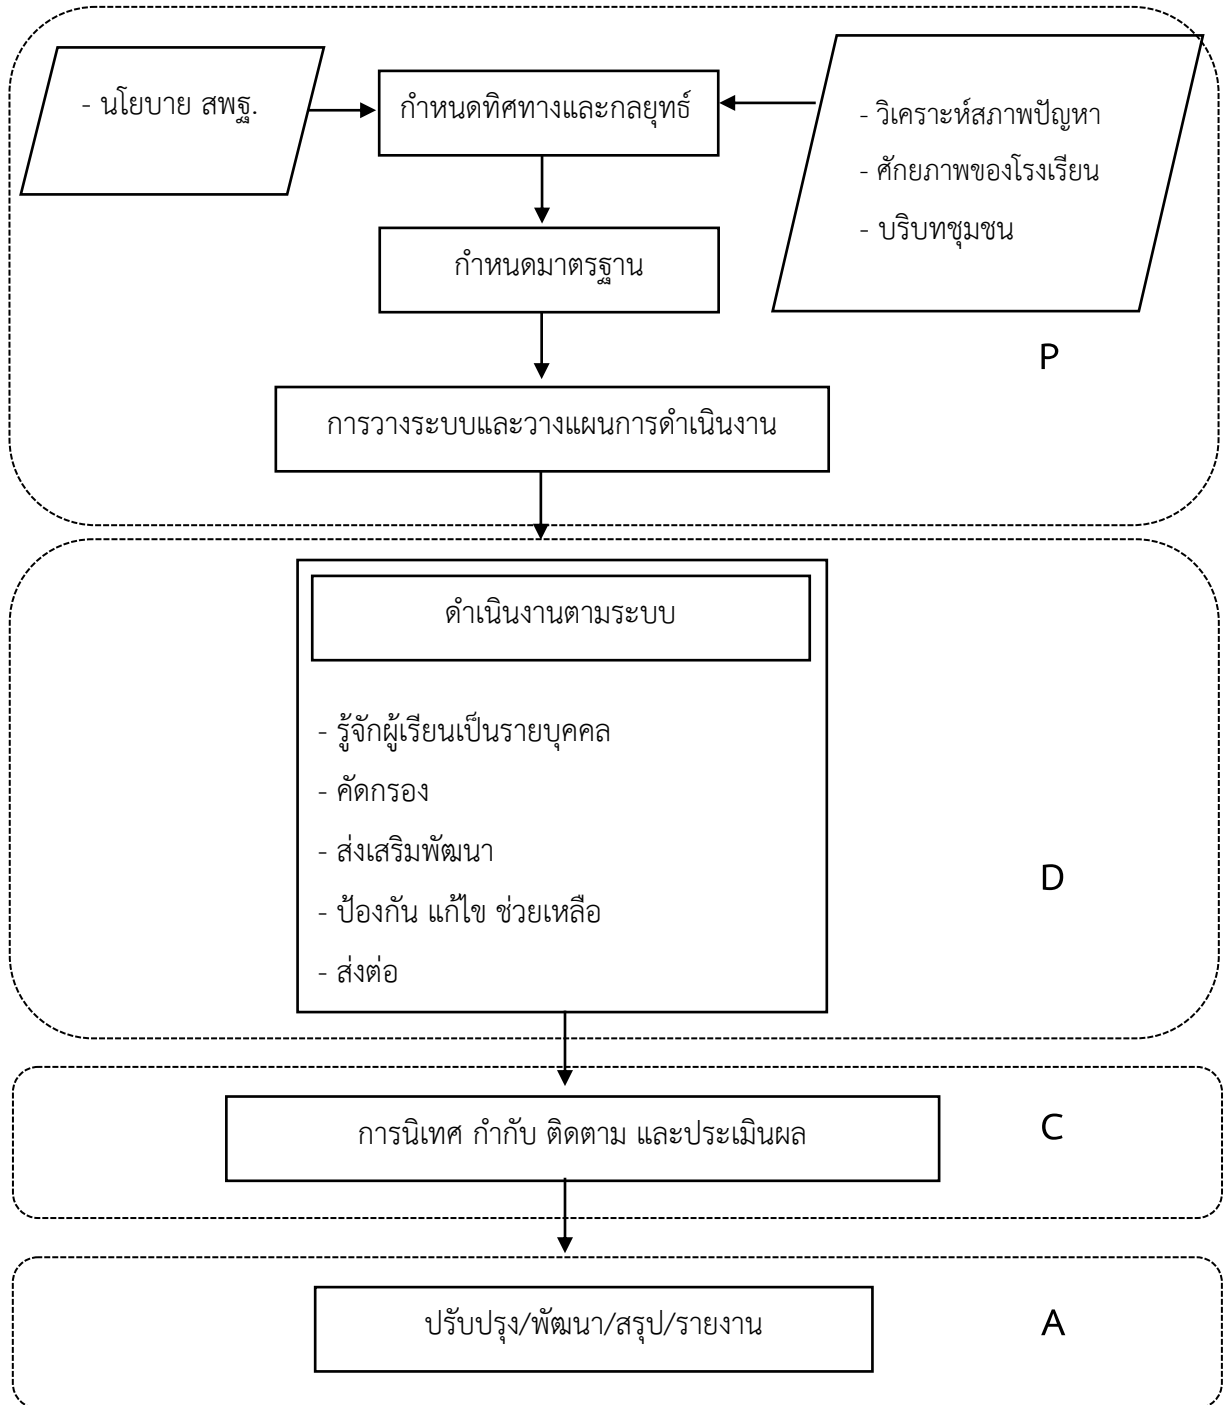 - นโยบาย สพฐ.
กำหนดทิศทางและกลยุทธ์
- วิเคราะห์สภาพปัญหา
- ศักยภาพของโรงเรียน
- บริบทชุมชน
กำหนดมาตรฐาน
P
การวางระบบและวางแผนการดำเนินงาน
ดำเนินงานตามระบบ
- รู้จักผู้เรียนเป็นรายบุคคล
- คัดกรอง
- ส่งเสริมพัฒนา
- ป้องกัน แก้ไข ช่วยเหลือ
- ส่งต่อ
D
การนิเทศ กำกับ ติดตาม และประเมินผล
C
ปรับปรุง/พัฒนา/สรุป/รายงาน
A